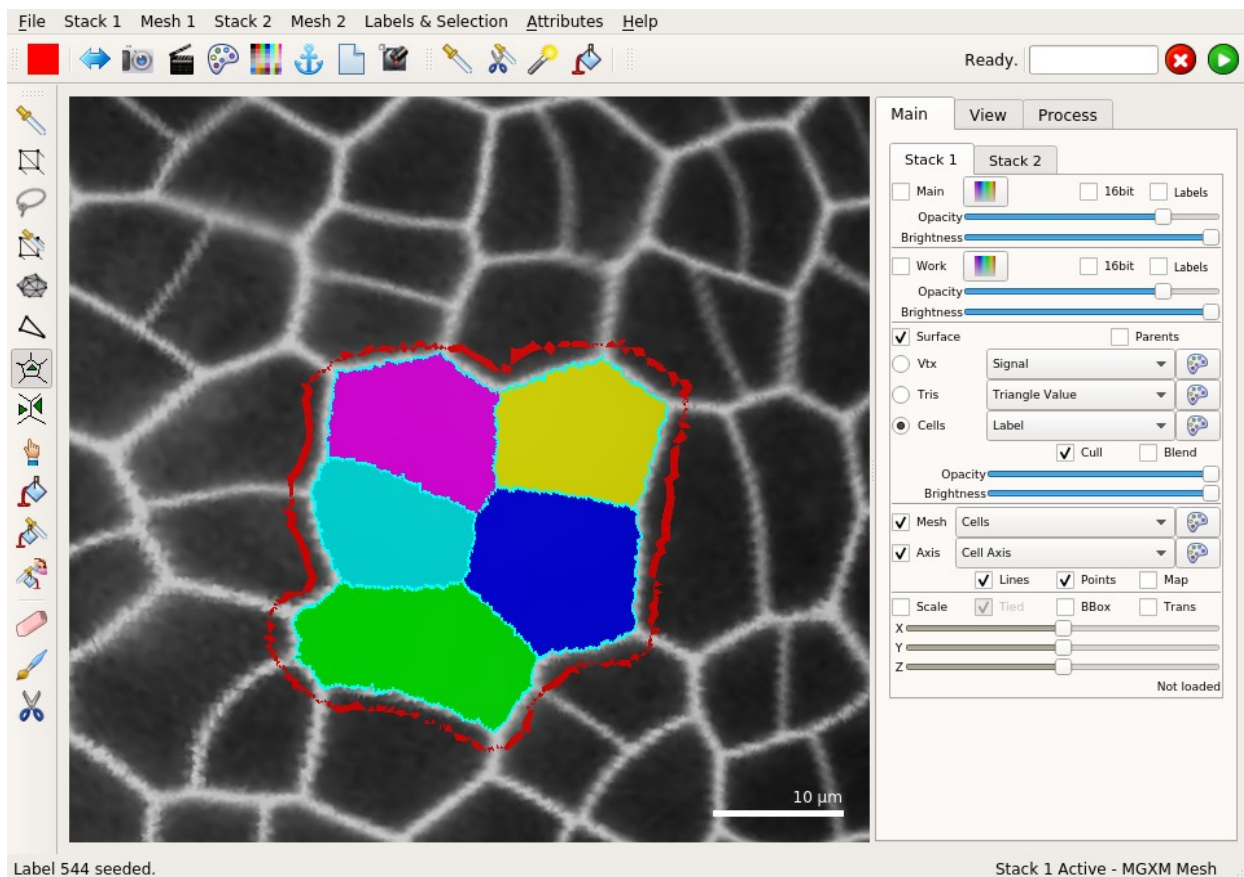 File Stack 1 Mesh 1 Stack 2 Mesh 2 Labels & Selection Attributes Help
Ready.
Main View Process
Stack 1 Stack 2
Main 16bit Labels
Opacity
Brightness
Work 16bit Labels
Opacity
Brightness
Surface Parents
Vtx Signal
Tris Triangle Value
Cells Label
Cull Blend
Opacity
Brightness
Mesh Cells
Axis Cell Axis
Lines Points Map
Scale Tied BBox Trans
X
Y
Z
Not loaded
10 µm
Label 544 seeded. Stack 1 Active - MGXM Mesh